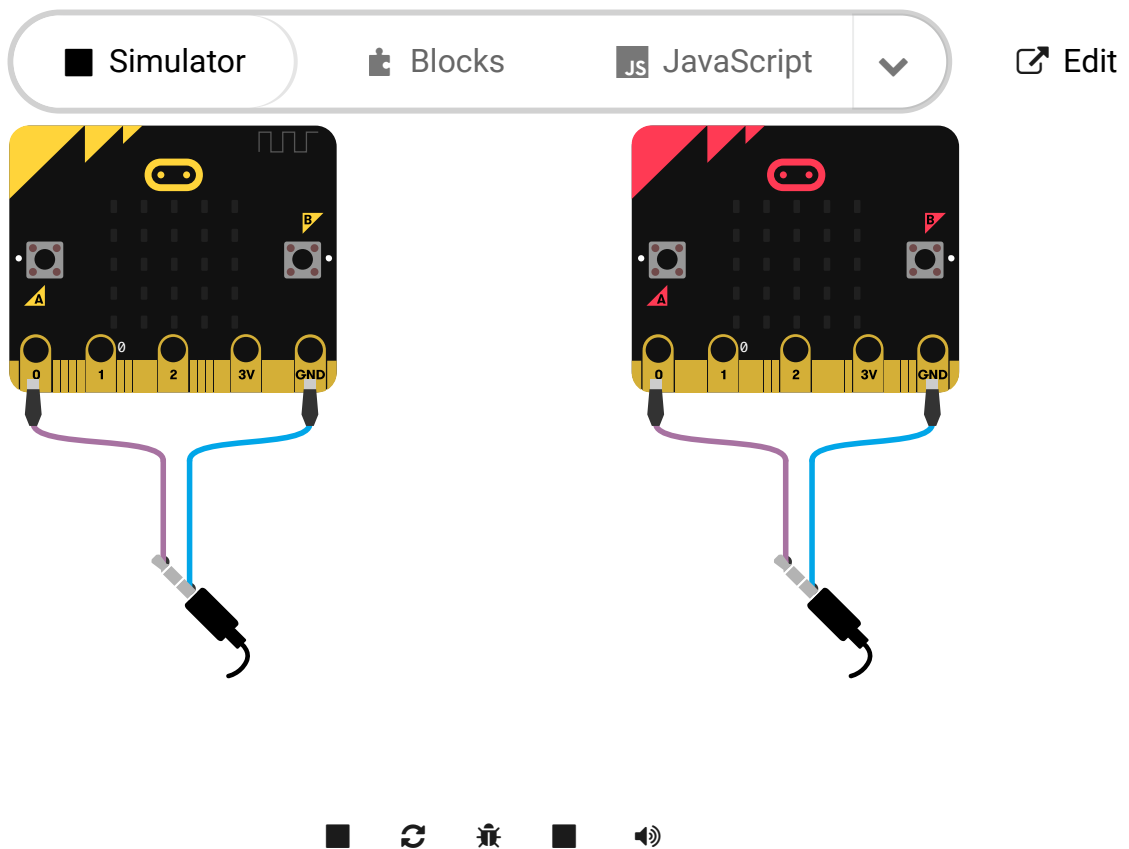 Simulator Blocks JS JavaScript Edit
B B
A A
0 0
0 1 2 3V GND 0 1 2 3V GND